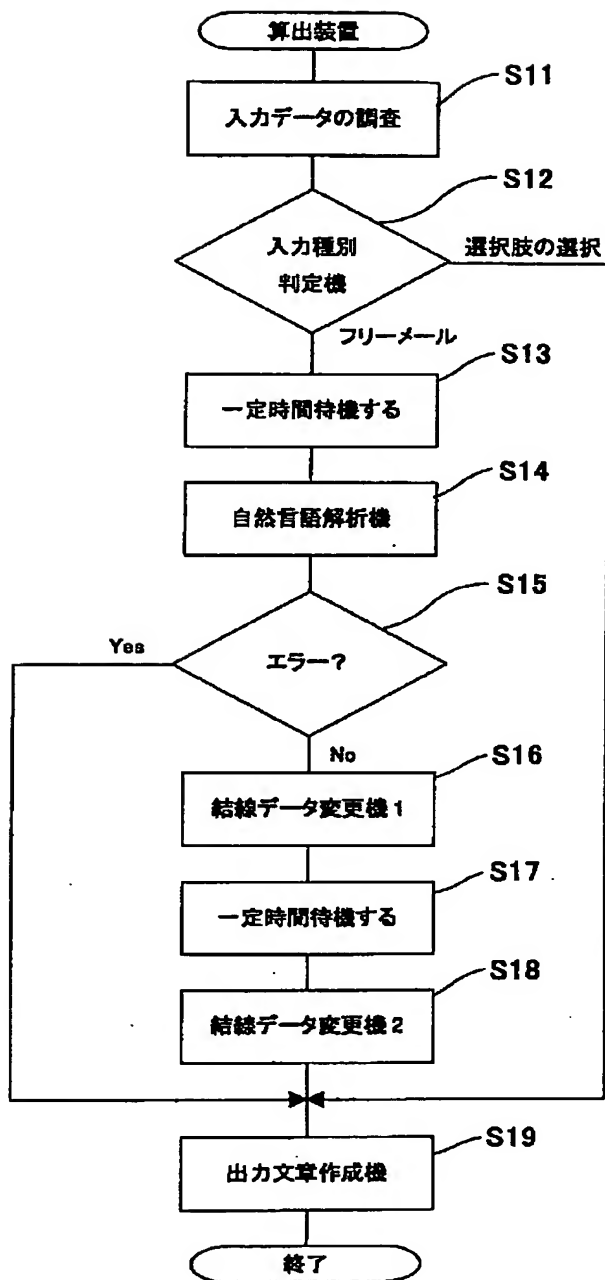 算出装置
S11
入力データの調査
S12
入力種別
判定機
選択肢の選択
フリーメール
S13
一定時間待機する
S14
自然言語解析機
S15
Yes
エラー？
No
S16
結線データ変更機1
S17
一定時間待機する
S18
結線データ変更機2
S19
出力文章作成機
終了